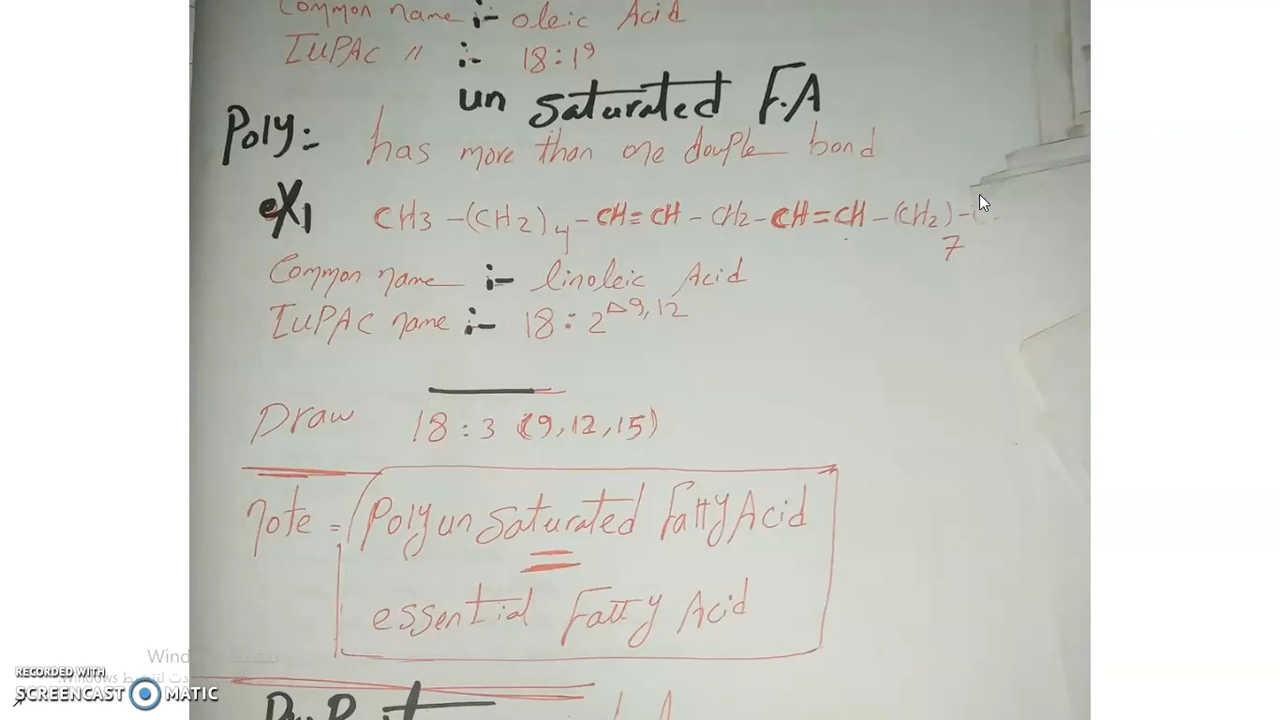 Common name :- oleic Acid
IUPAC " :- 18:1⁹
un saturated F.A
Poly:- has more than one douple bond
ex1 CH3-(CH2)4-CH=CH-CH2-CH=CH-(CH2)7-
Common name :- linoleic Acid
IUPAC name :- 18:2^Δ9,12
Draw 18:3 (9,12,15)
note = Poly un saturated Fatty Acid
=
essential Fatty Acid
RECORDED WITH
SCREENCAST MATIC